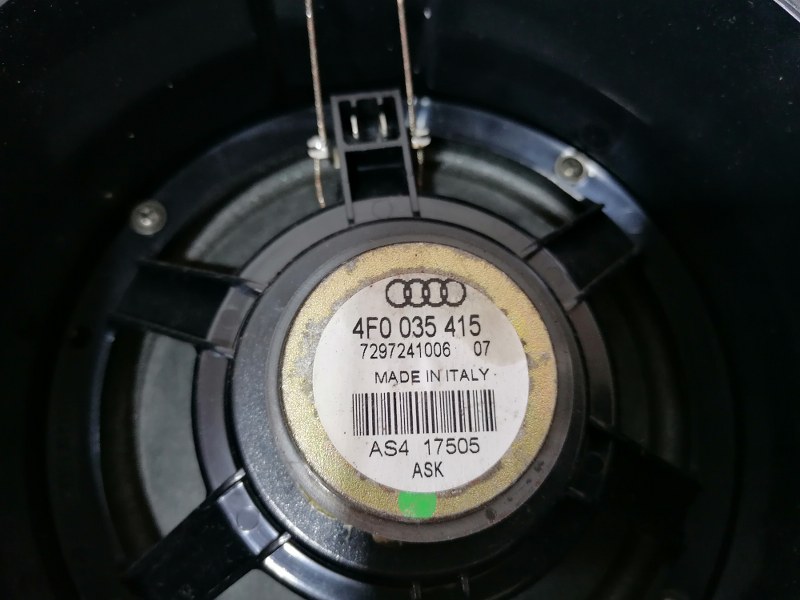 4F0 035 415
7297241006 07
MADE IN ITALY
AS4 17505
ASK